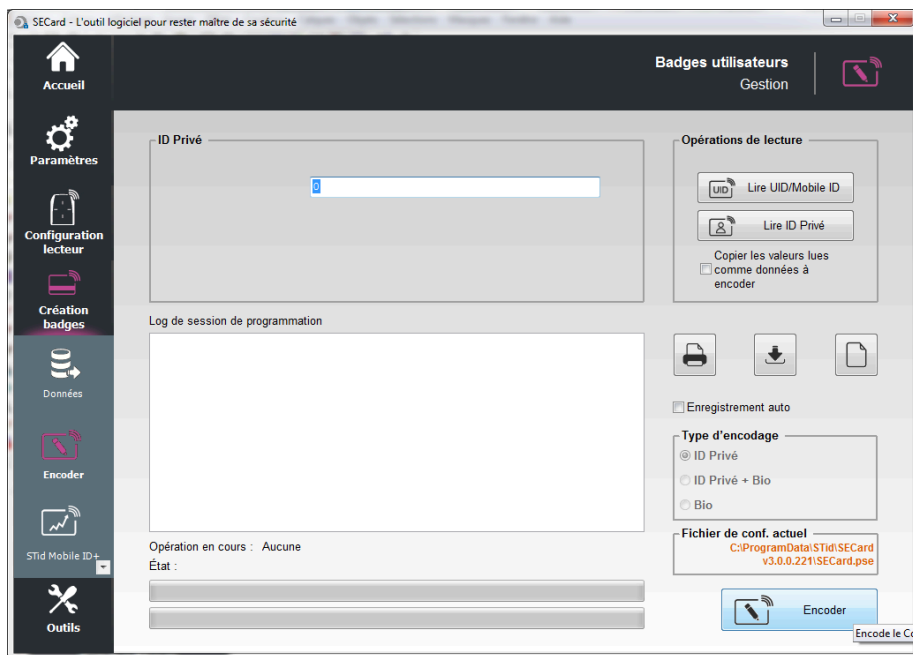 SECard - L'outil logiciel pour rester maître de sa sécurité
Accueil
Paramètres
Configuration
lecteur
Création
badges
Données
Encoder
STid Mobile ID+
Outils
Badges utilisateurs
Gestion
ID Privé
0
Opérations de lecture
UID
Lire UID/Mobile ID
Lire ID Privé
Copier les valeurs lues
comme données à
encoder
Log de session de programmation
Enregistrement auto
Type d'encodage
ID Privé
ID Privé + Bio
Bio
Fichier de conf. actuel
C:\ProgramData\STid\SECard
v3.0.0.221\SECard.pse
Opération en cours : Aucune
État :
Encoder
Encode le Co